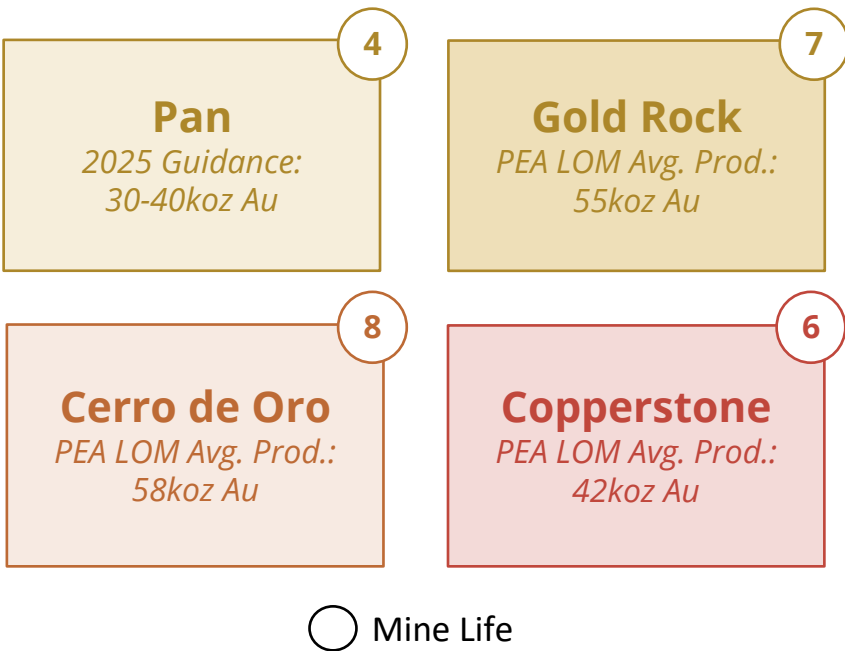 4
Pan
2025 Guidance:
30-40koz Au
7
Gold Rock
PEA LOM Avg. Prod.:
55koz Au
8
Cerro de Oro
PEA LOM Avg. Prod.:
58koz Au
6
Copperstone
PEA LOM Avg. Prod.:
42koz Au
Mine Life